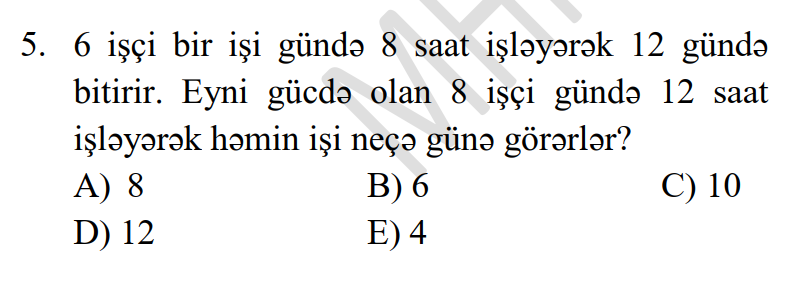 5. 6 işçi bir işi gündə 8 saat işləyərək 12 gündə
bitirir. Eyni gücdə olan 8 işçi gündə 12 saat
işləyərək həmin işi neçə günə görərlər?
A) 8 B) 6 C) 10
D) 12 E) 4